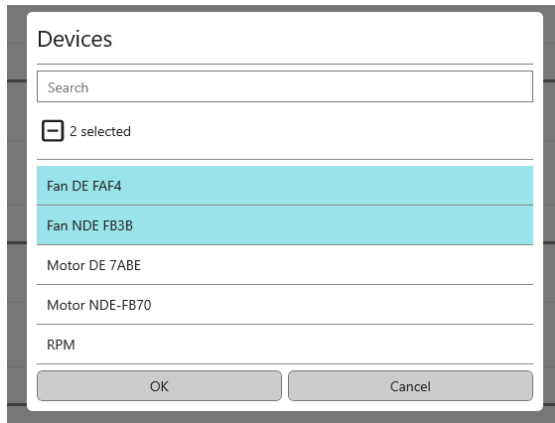 Devices
Search
2 selected
Fan DE FAF4
Fan NDE FB3B
Motor DE 7ABE
Motor NDE-FB70
RPM
OK Cancel